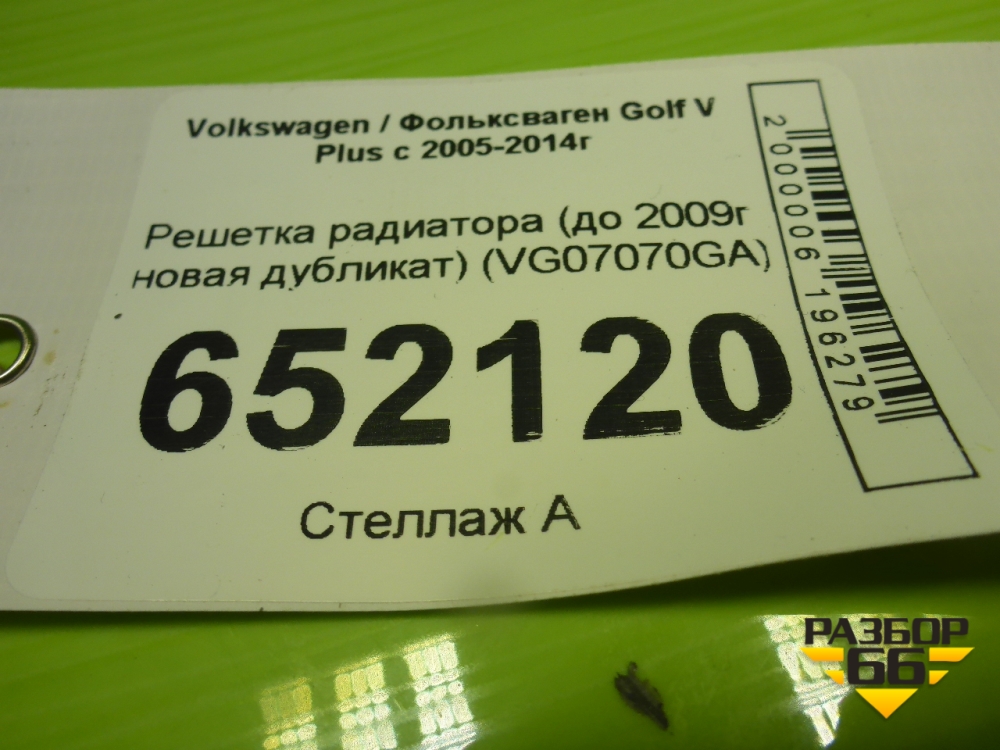 Volkswagen / Фольксваген Golf V
Plus с 2005-2014г
Решетка радиатора (до 2009г
новая дубликат) (VG07070GA)
652120
Стеллаж А
2000006196279
РАЗБОР
66